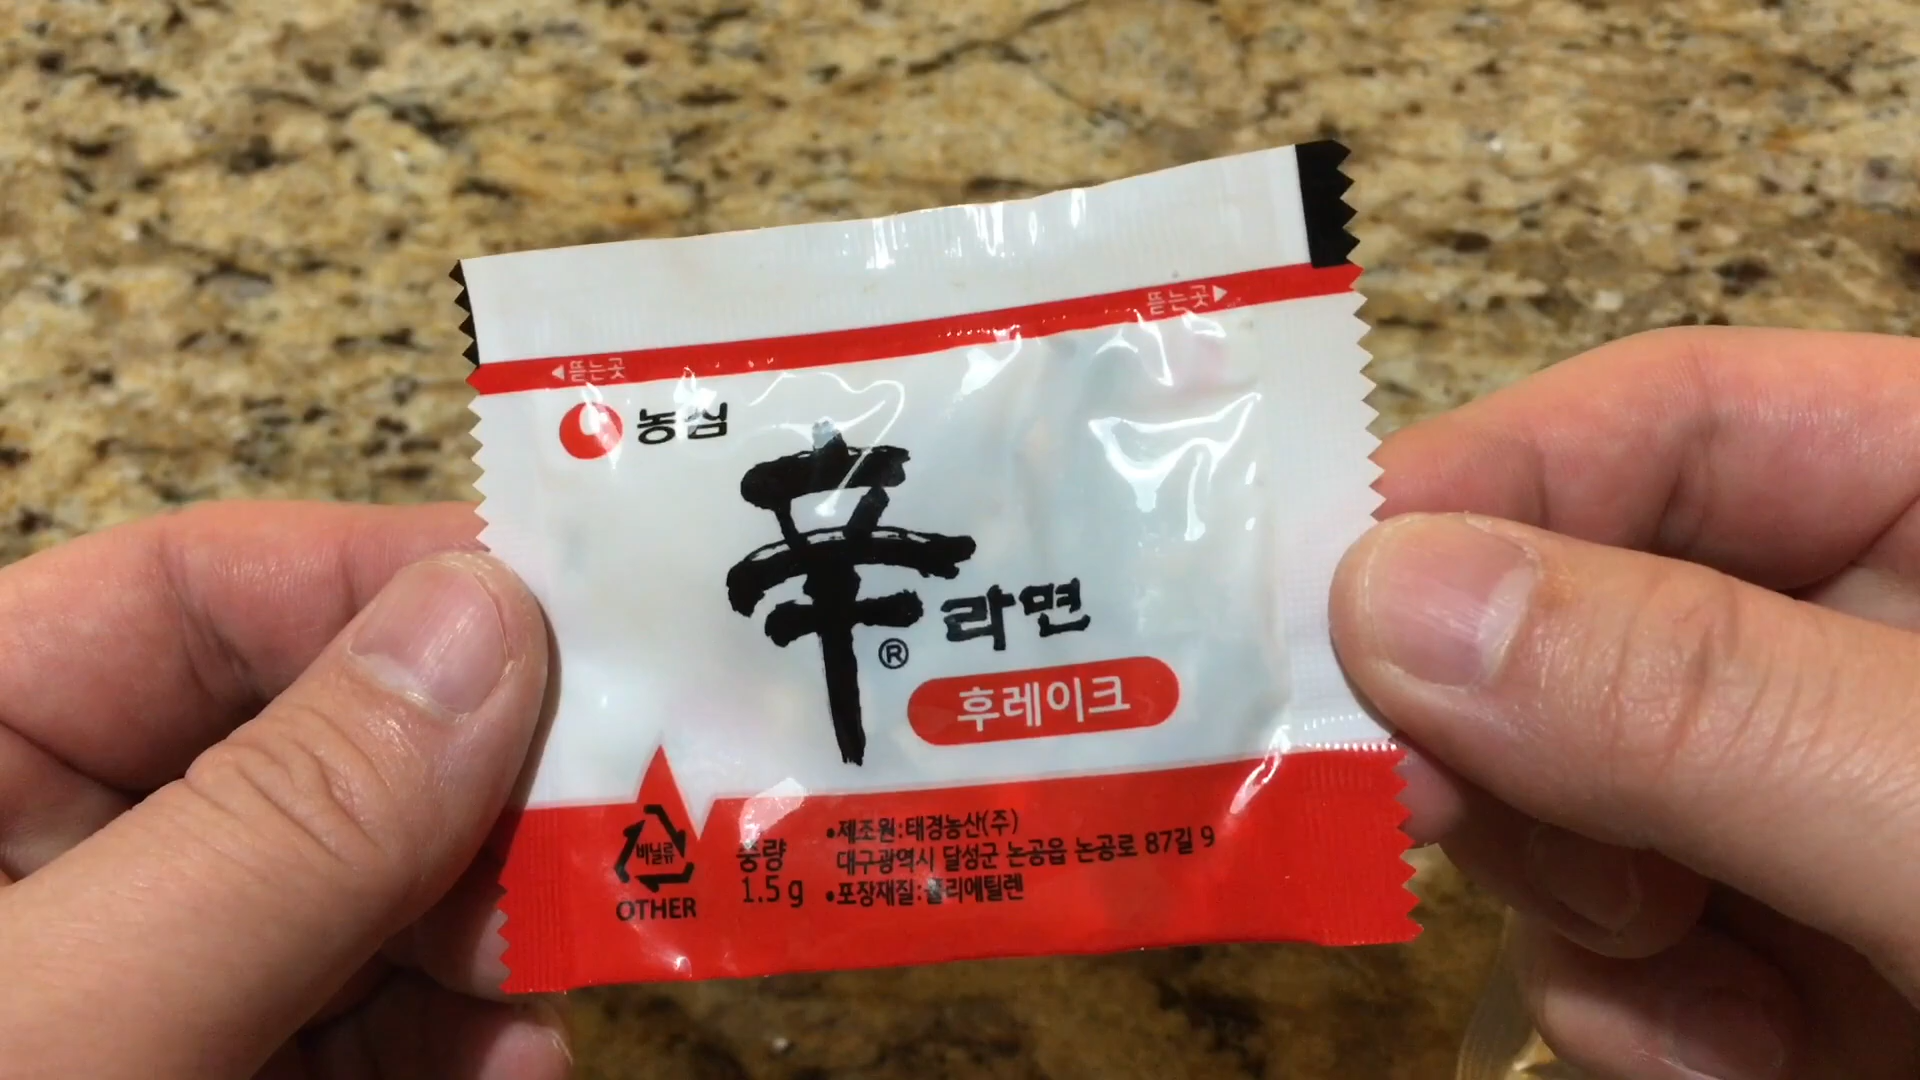 뜯는곳▶
◀뜯는곳
농심
辛라면
®
후레이크
비닐류
OTHER
중량
1.5 g
•제조원:태경농산(주)
대구광역시 달성군 논공읍 논공로 87길 9
•포장재질:폴리에틸렌